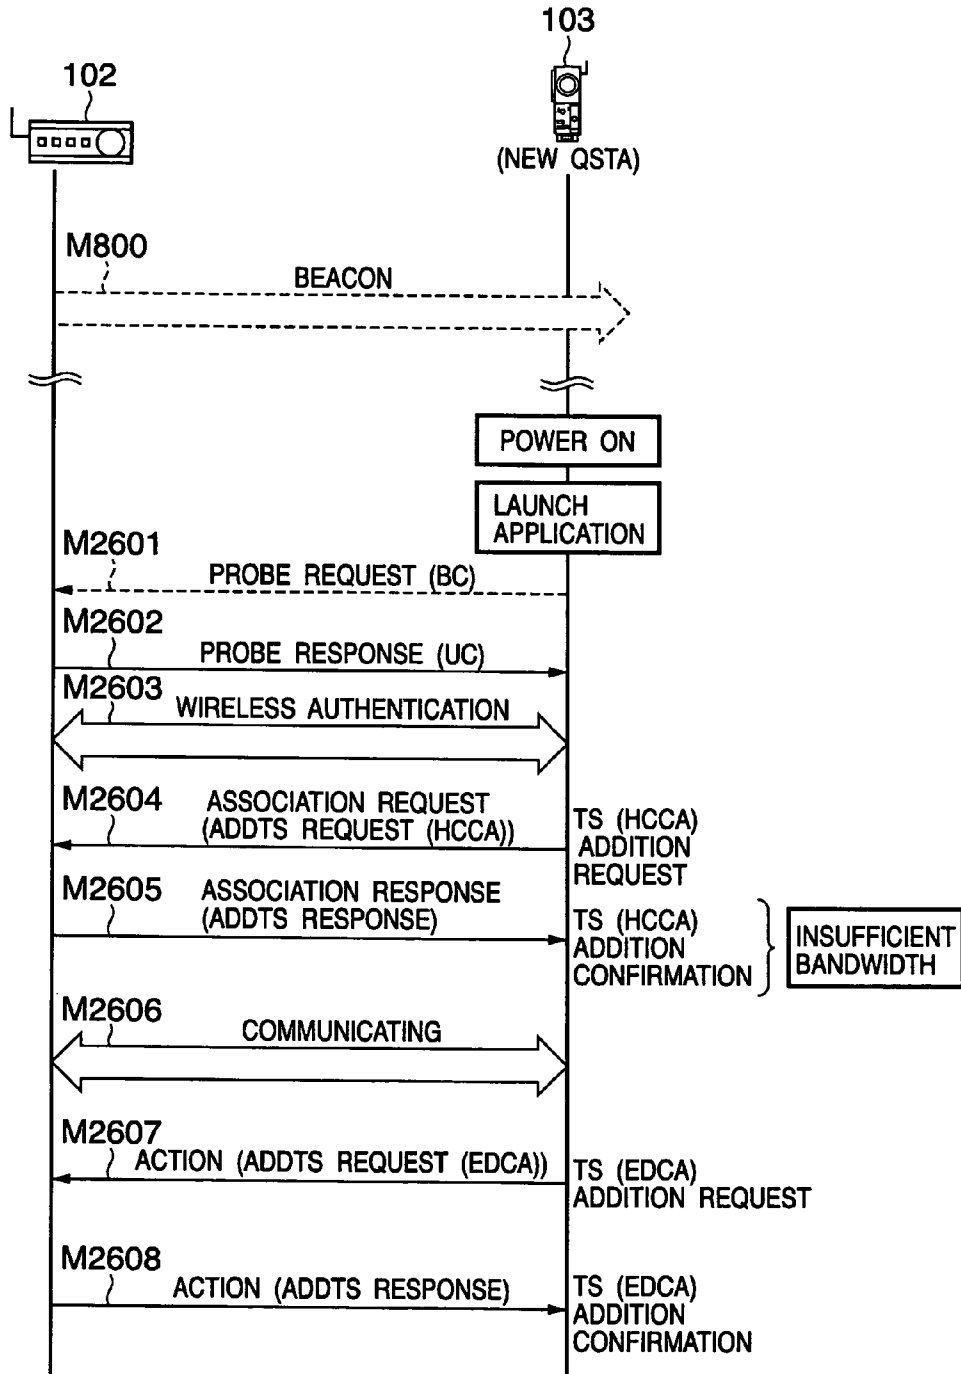 103
102
(NEW QSTA)
M800
BEACON
POWER ON
LAUNCH
APPLICATION
M2601
PROBE REQUEST (BC)
M2602
PROBE RESPONSE (UC)
M2603
WIRELESS AUTHENTICATION
M2604
ASSOCIATION REQUEST
(ADDTS REQUEST (HCCA))
TS (HCCA)
ADDITION
REQUEST
M2605
ASSOCIATION RESPONSE
(ADDTS RESPONSE)
TS (HCCA)
ADDITION
CONFIRMATION
INSUFFICIENT
BANDWIDTH
M2606
COMMUNICATING
M2607
ACTION (ADDTS REQUEST (EDCA))
TS (EDCA)
ADDITION REQUEST
M2608
ACTION (ADDTS RESPONSE)
TS (EDCA)
ADDITION
CONFIRMATION